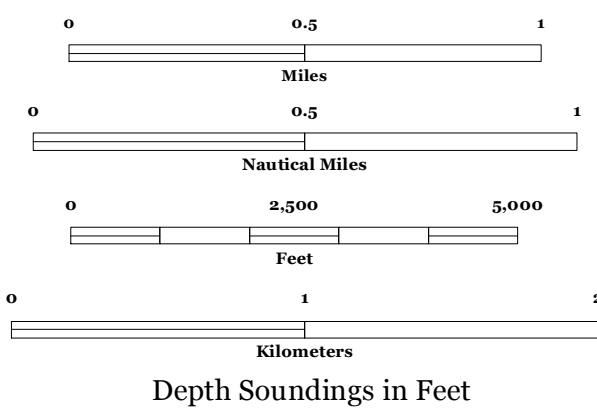 0 0.5 1
Miles
0 0.5 1
Nautical Miles
0 2,500 5,000
Feet
0 1 2
Kilometers
Depth Soundings in Feet